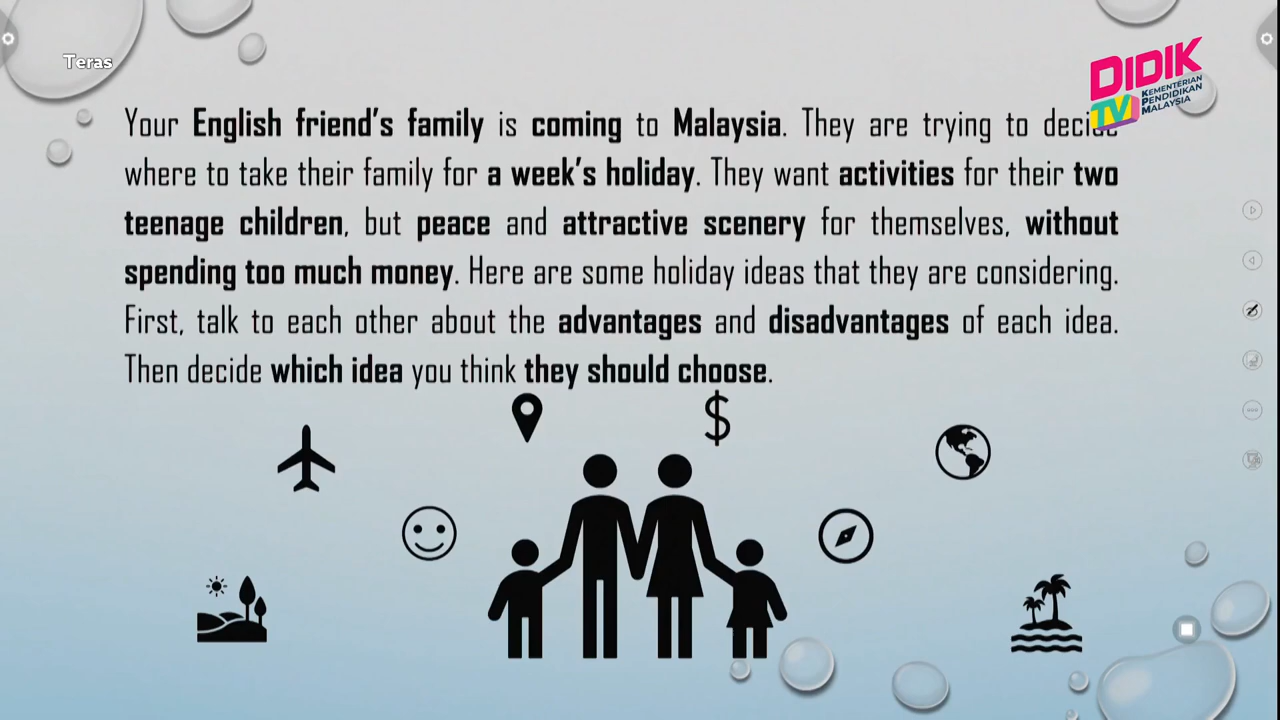 Teras
DIDIK
TV
KEMENTERIAN
PENDIDIKAN
MALAYSIA
Your English friend's family is coming to Malaysia. They are trying to decide
where to take their family for a week's holiday. They want activities for their two
teenage children, but peace and attractive scenery for themselves, without
spending too much money. Here are some holiday ideas that they are considering.
First, talk to each other about the advantages and disadvantages of each idea.
Then decide which idea you think they should choose.
$